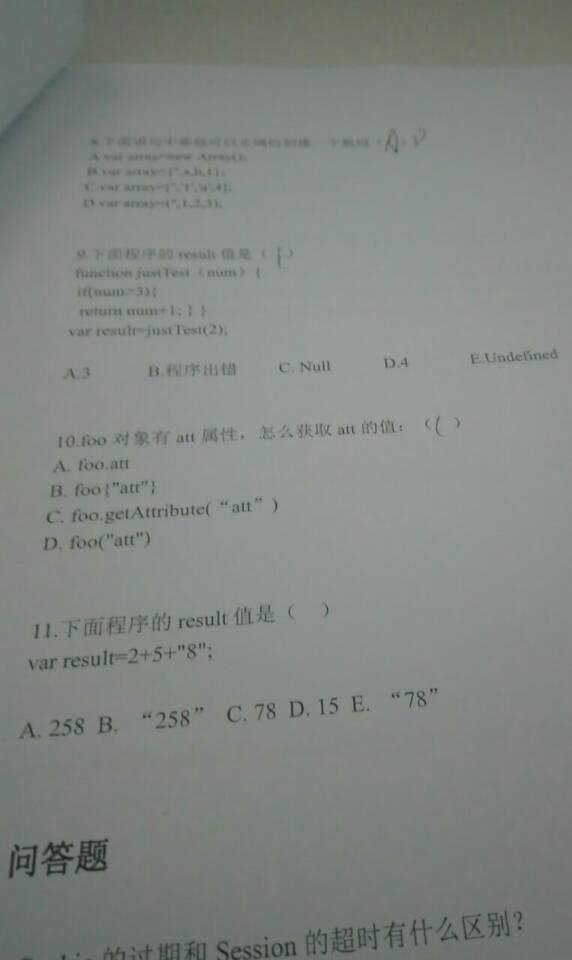 8.下面语句中哪些可以正确的创建一个数组
A var array=new Array();
B.var array={",a,b,1};
C.var array=[",'1','a',4];
D.var array=(",1,2,3);
9.下面程序的 result 值是（E）
function justTest（num）{
if(num>3){
return num+1; } }
var result=justTest(2);
A.3 B.程序出错 C. Null D.4 E.Undefined
10.foo 对象有 att 属性，怎么获取 att 的值：（ ）
A. foo.att
B. foo{"att"}
C. foo.getAttribute(“att”)
D. foo("att")
11.下面程序的 result 值是（ ）
var result=2+5+"8";
A. 258 B. “258” C. 78 D. 15 E. “78”
问答题
的过期和 Session 的超时有什么区别？